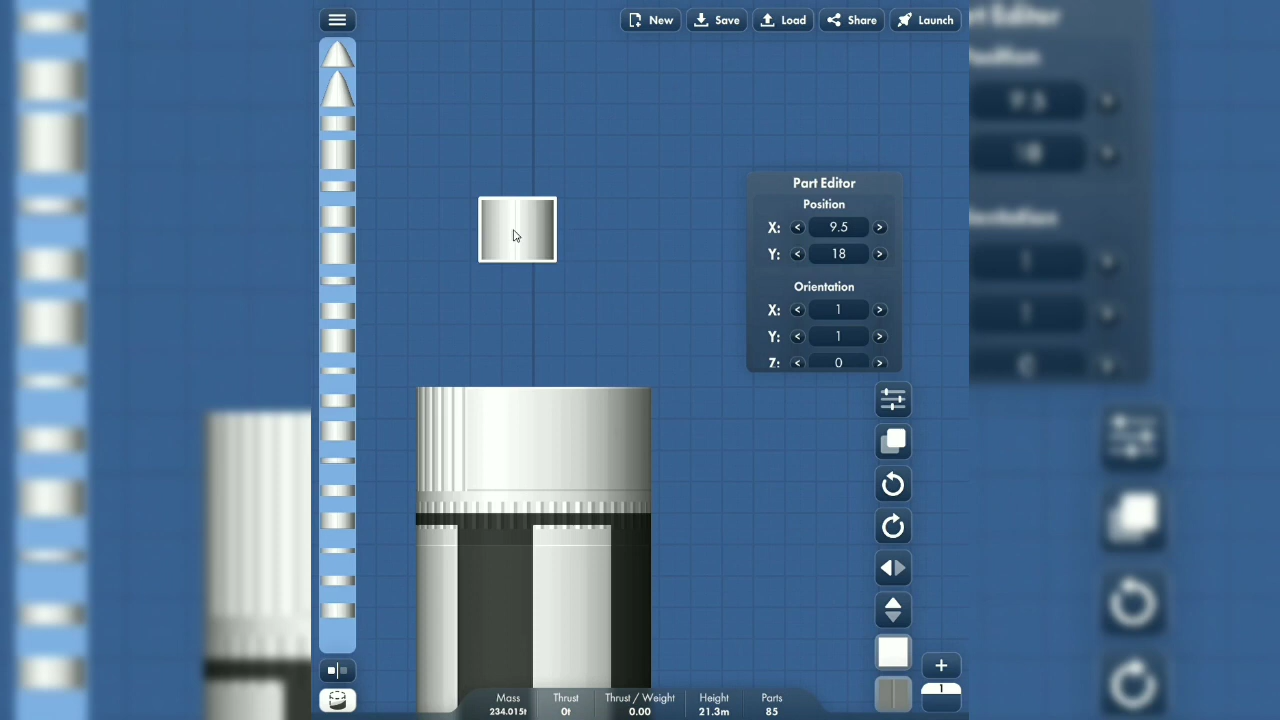 New Save Load Share Launch
Part Editor
Position
X: < 9.5 >
Y: < 18 >
Orientation
X: < 1 >
Y: < 1 >
Z: < 0 >
+
1
Mass Thrust Thrust / Weight Height Parts
234.015t 0t 0.00 21.3m 85